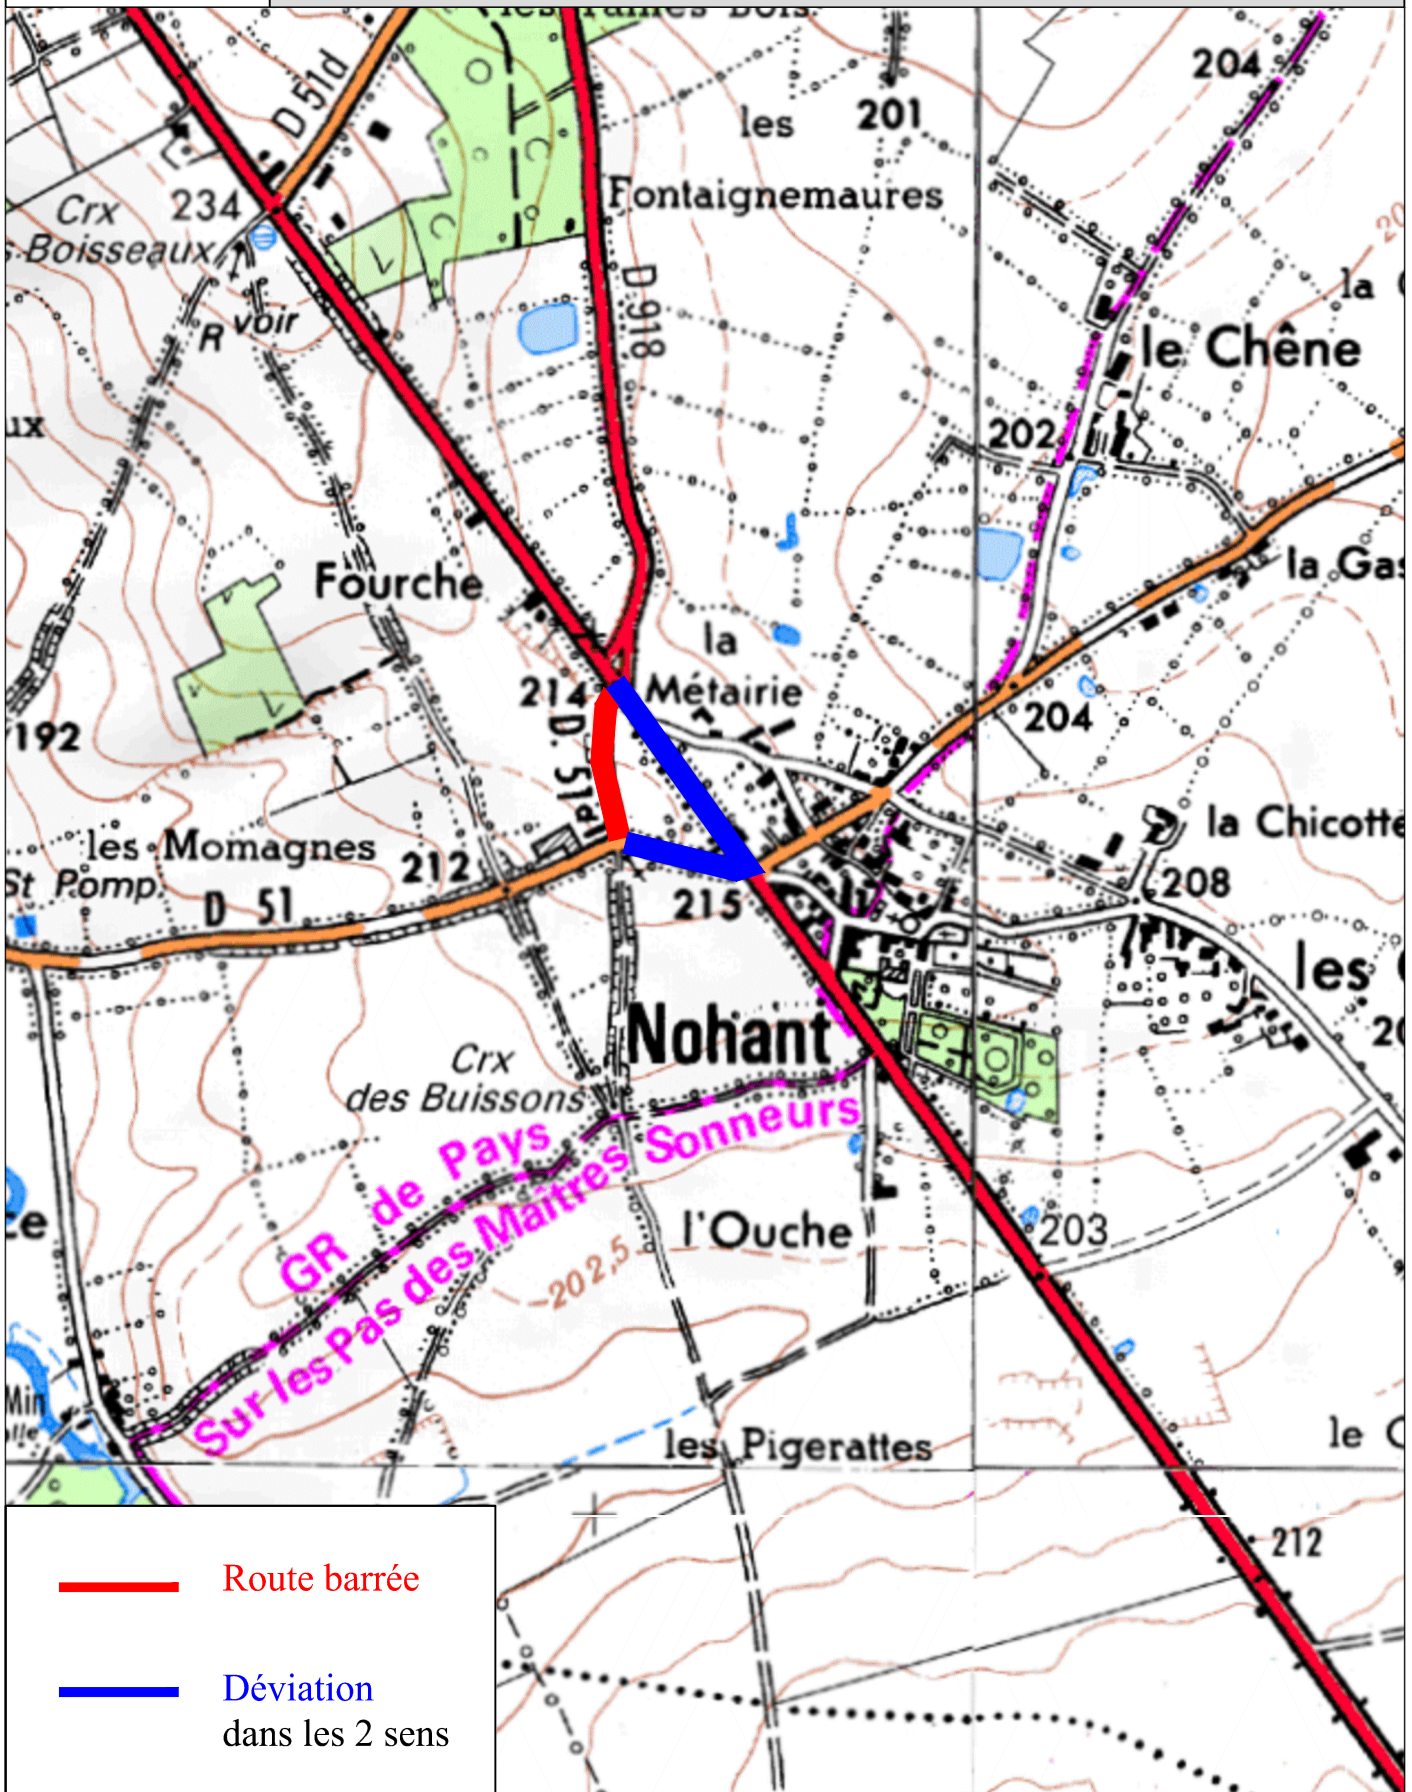 les
201
204
D 51d
Fontaignemaures
Crx
234
Boisseaux
R voir
D 918
la
le Chêne
ux
202
Fourche
la Gas
la
Métairie
214
204
192
D. 51d
les Momagnes
212
la Chicotte
St Pomp.
D 51
215
208
les
Nohant
Crx
des Buissons
GR de Pays
Sur les Pas des Maîtres Sonneurs
l'Ouche
203
202,5
Min
les Pigerattes
le
212
Route barrée
Déviation
dans les 2 sens